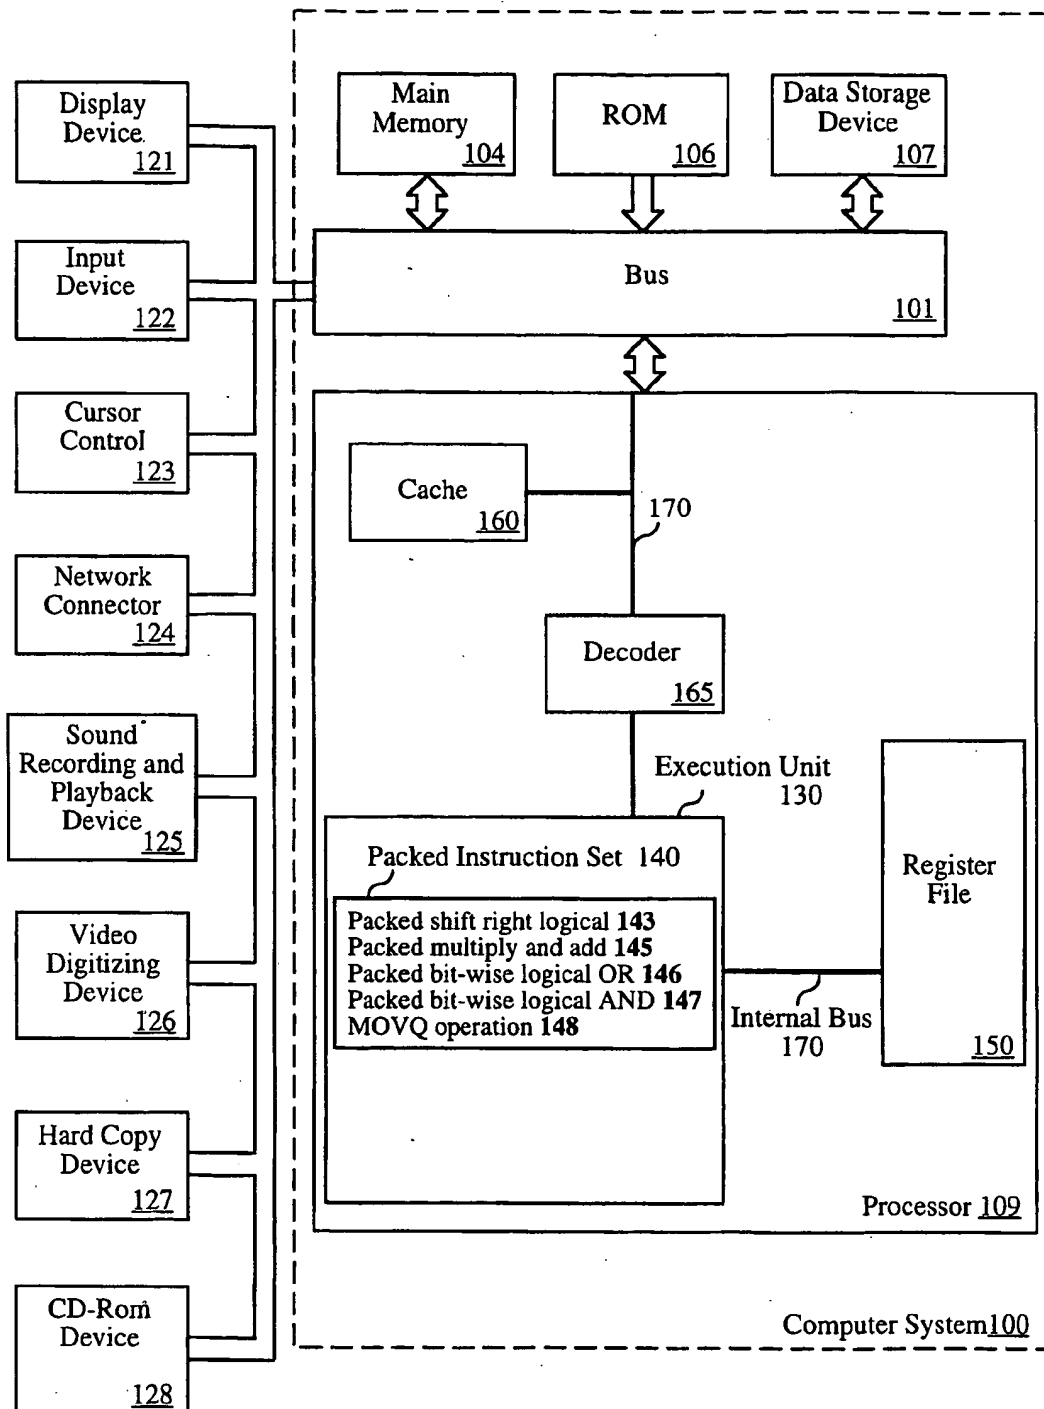 Display
Device
121
Input
Device
122
Cursor
Control
123
Network
Connector
124
Sound
Recording and
Playback
Device
125
Video
Digitizing
Device
126
Hard Copy
Device
127
CD-Rom
Device
128
Main
Memory
104
ROM
106
Data Storage
Device
107
Bus
101
Cache
160
170
Decoder
165
Execution Unit
130
Packed Instruction Set 140
Packed shift right logical 143
Packed multiply and add 145
Packed bit-wise logical OR 146
Packed bit-wise logical AND 147
MOVQ operation 148
Internal Bus
170
Register
File
150
Processor 109
Computer System100